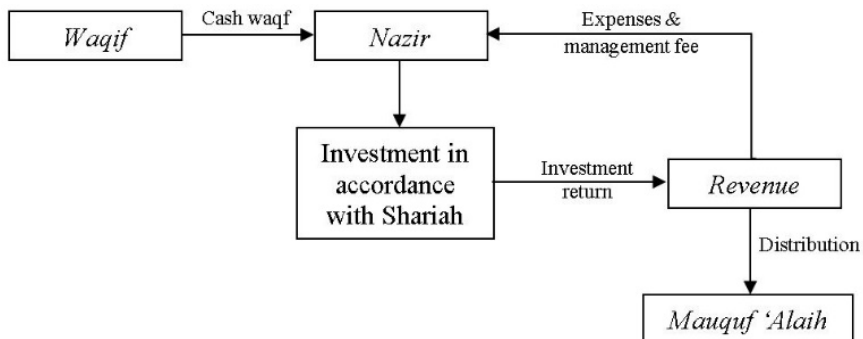 Waqif
Cash waqf
Nazir
Expenses &
management fee
Investment in
accordance
with Shariah
Investment
return
Revenue
Distribution
Mauquf ‘Alaih